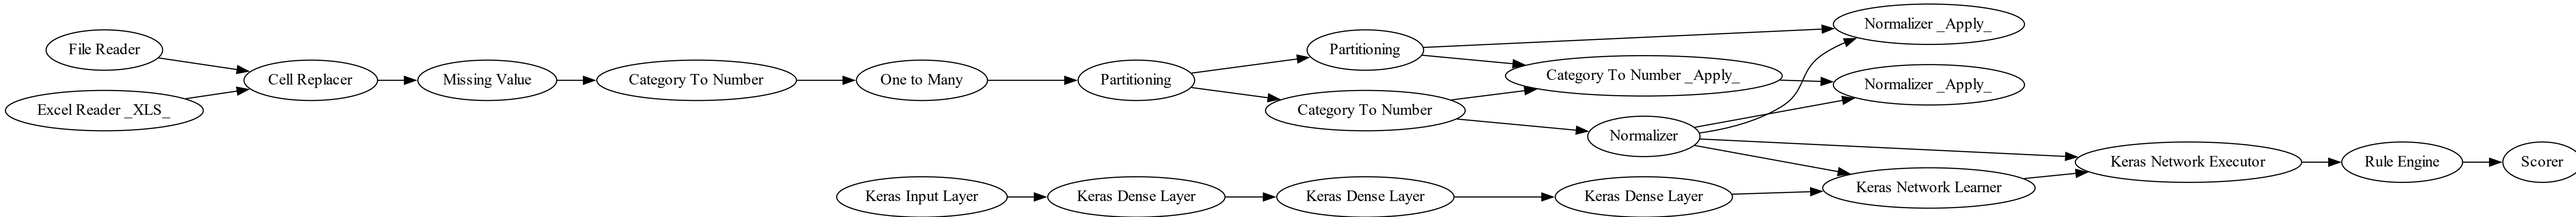 File Reader
Excel Reader _XLS_
Cell Replacer
Missing Value
Category To Number
One to Many
Partitioning
Partitioning
Category To Number
Category To Number _Apply_
Normalizer
Normalizer _Apply_
Normalizer _Apply_
Keras Input Layer
Keras Dense Layer
Keras Dense Layer
Keras Dense Layer
Keras Network Learner
Keras Network Executor
Rule Engine
Scorer